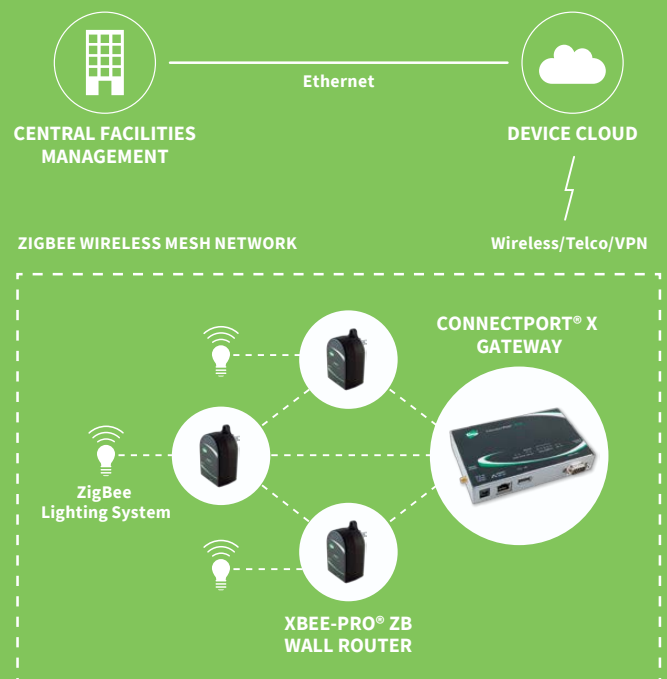 Ethernet
CENTRAL FACILITIES
MANAGEMENT
DEVICE CLOUD
ZIGBEE WIRELESS MESH NETWORK
Wireless/Telco/VPN
CONNECTPORT® X
GATEWAY
ZigBee
Lighting System
XBEE-PRO® ZB
WALL ROUTER